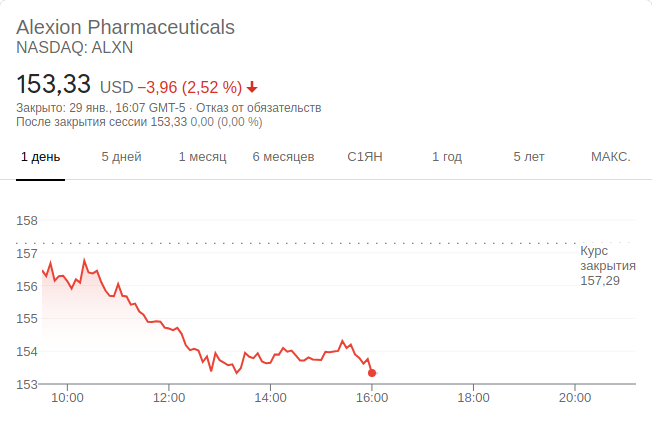 Alexion Pharmaceuticals
NASDAQ: ALXN
153,33 USD −3,96 (2,52 %)
Закрыто: 29 янв., 16:07 GMT-5 · Отказ от обязательств
После закрытия сессии 153,33 0,00 (0,00 %)
1 день 5 дней 1 месяц 6 месяцев С1ЯН 1 год 5 лет МАКС.
158
157
156
155
154
153
Курс
закрытия
157,29
10:00 12:00 14:00 16:00 18:00 20:00